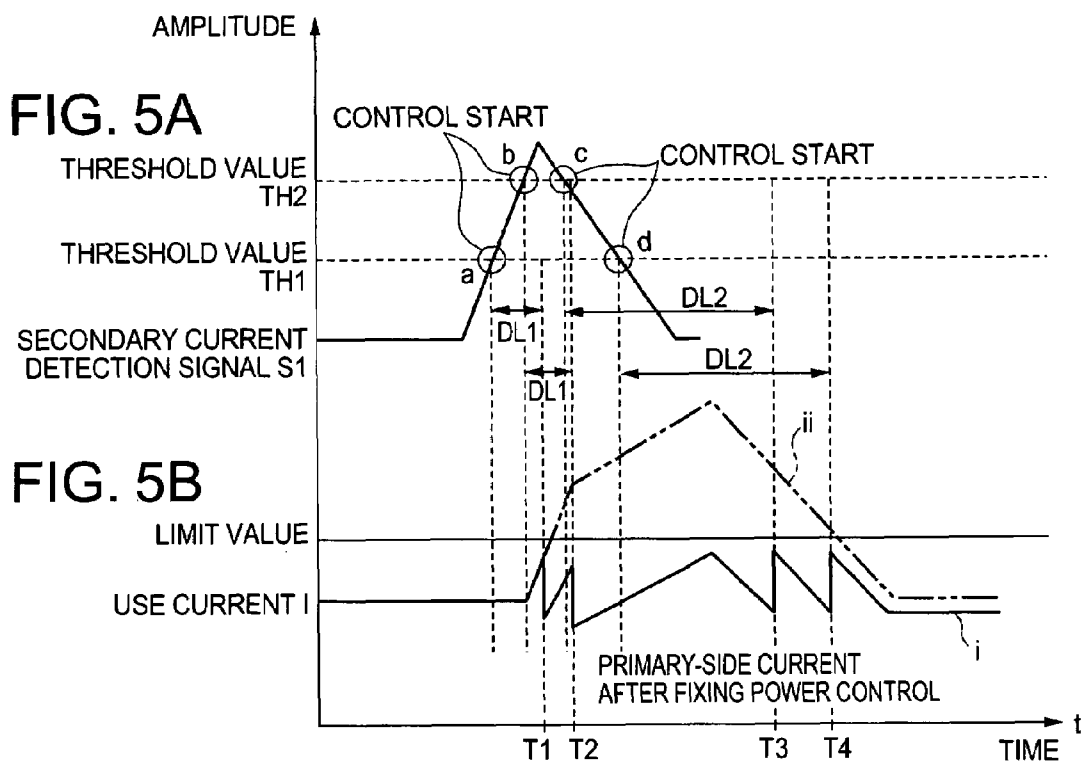 AMPLITUDE
FIG. 5A
CONTROL START
b
c
CONTROL START
THRESHOLD VALUE
TH2
THRESHOLD VALUE
TH1
a
d
DL1
DL2
SECONDARY CURRENT
DETECTION SIGNAL S1
DL1
DL2
ii
FIG. 5B
LIMIT VALUE
USE CURRENT I
i
PRIMARY-SIDE CURRENT
AFTER FIXING POWER CONTROL
t
T1
T2
T3
T4
TIME